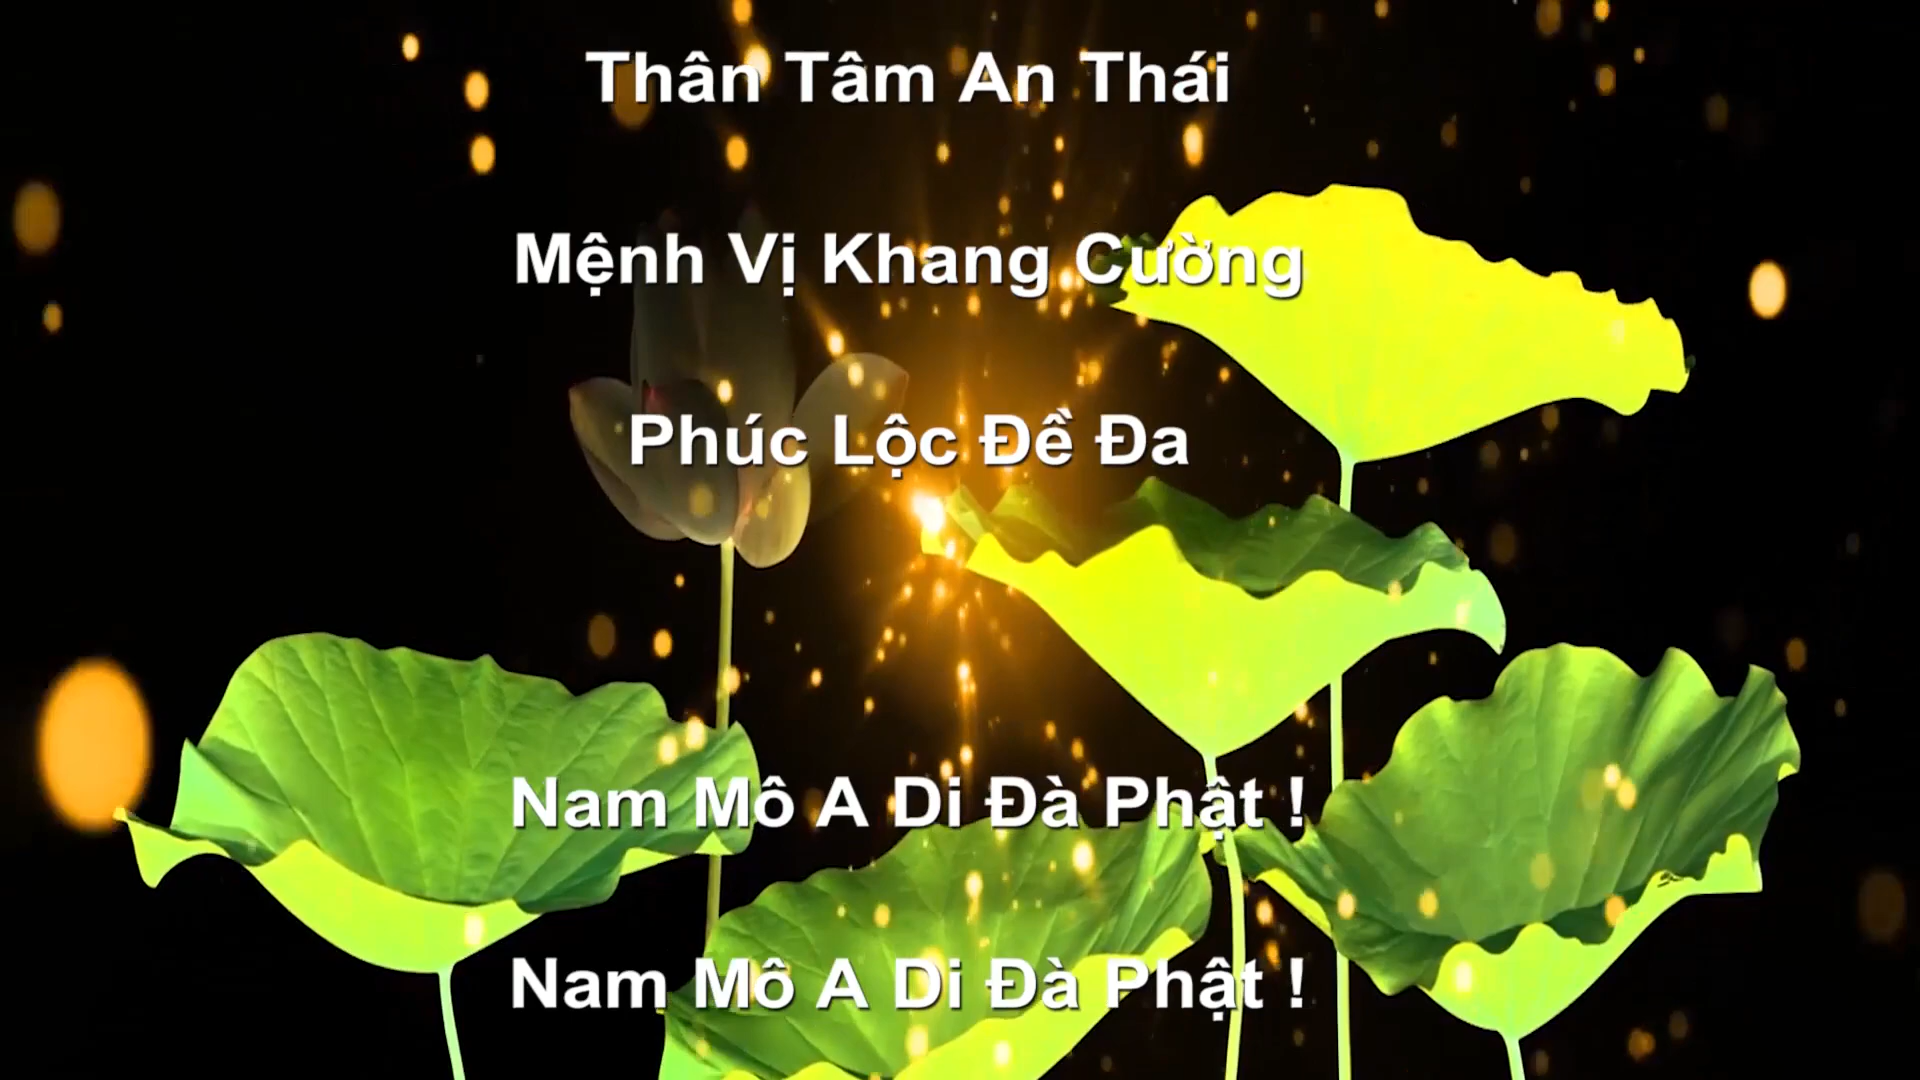 Thân Tâm An Thái
Mệnh Vị Khang Cường
Phúc Lộc Đề Đa
Nam Mô A Di Đà Phật !
Nam Mô A Di Đà Phật !